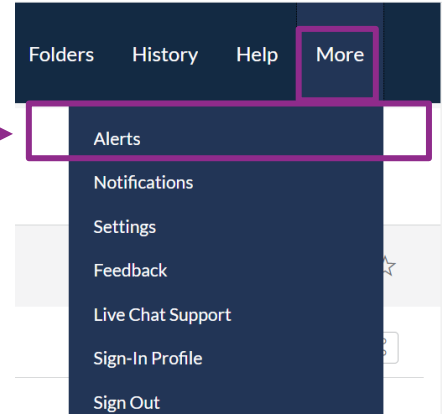 Folders History Help More
Alerts
Notifications
Settings
Feedback
Live Chat Support
Sign-In Profile
Sign Out